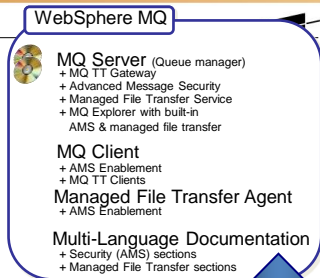 WebSphere MQ
MQ Server (Queue manager)
+ MQ TT Gateway
+ Advanced Message Security
+ Managed File Transfer Service
+ MQ Explorer with built-in
AMS & managed file transfer
MQ Client
+ AMS Enablement
+ MQ TT Clients
Managed File Transfer Agent
+ AMS Enablement
Multi-Language Documentation
+ Security (AMS) sections
+ Managed File Transfer sections